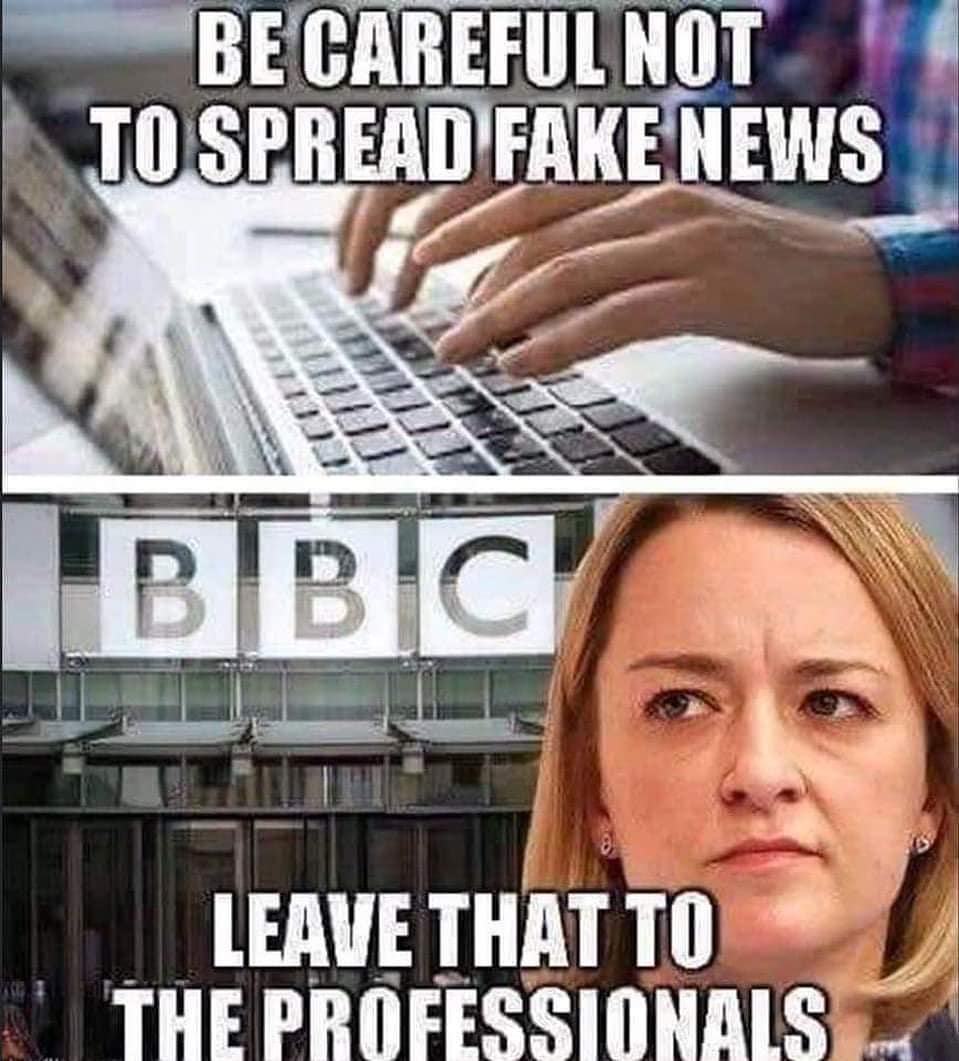 BE CAREFUL NOT
TO SPREAD FAKE NEWS
BBC
LEAVE THAT TO
THE PROFESSIONALS